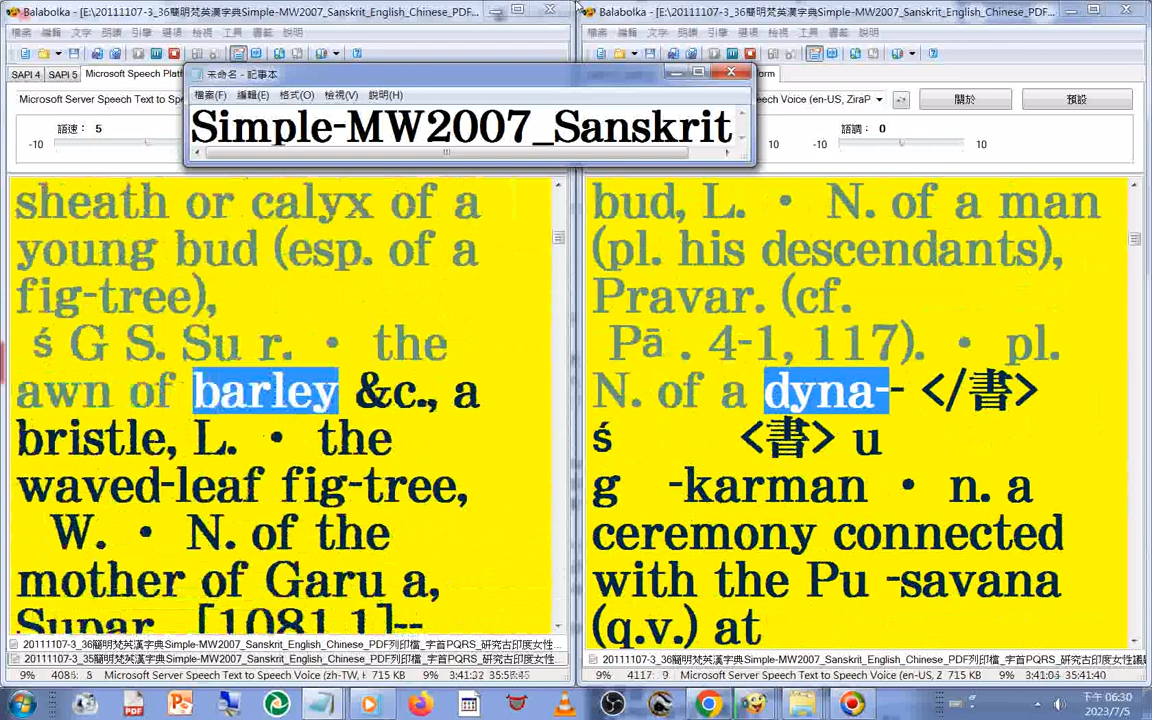 Balabolka - [E:\20111107-3_36簡明梵英漢字典Simple-MW2007_Sanskrit_English_Chinese_PDF...
檔案 編輯 文字 朗讀 引擎 選項 檢視 工具 書籤 說明
SAPI 4 SAPI 5 Microsoft Speech Platf
Microsoft Server Speech Text to Sp
語速： 5
-10
未命名 - 記事本
檔案(F) 編輯(E) 格式(O) 檢視(V) 說明(H)
Simple-MW2007_Sanskrit
sheath or calyx of a
young bud (esp. of a
fig-tree),
ś G S. Su r. • the
awn of barley &c., a
bristle, L. • the
waved-leaf fig-tree,
W. • N. of the
mother of Garu a,
Supar. [1081,1]--
20111107-3_36簡明梵英漢字典Simple-MW2007_Sanskrit_English_Chinese_PDF列印檔_字首PQRS_研究古印度女性...
20111107-3_35簡明梵英漢字典Simple-MW2007_Sanskrit_English_Chinese_PDF列印檔_字首PQRS_研究古印度女性...
9% 4085: 8 Microsoft Server Speech Text to Speech Voice (zh-TW, H 715 KB 9% 3:41:32
Balabolka - [E:\20111107-3_36簡明梵英漢字典Simple-MW2007_Sanskrit_English_Chinese_PDF...
檔案 編輯 文字 朗讀 引擎 選項 檢視 工具 書籤 說明
orm
eech Voice (en-US, ZiraP
關於 預設
語調： 0
10 -10 10
bud, L. • N. of a man
(pl. his descendants),
Pravar. (cf.
Pā . 4-1, 117). • pl.
N. of a dyna-- </書>
ś <書> u
g -karman • n. a
ceremony connected
with the Pu -savana
(q.v.) at
20111107-3_36簡明梵英漢字典Simple-MW2007_Sanskrit_English_Chinese_PDF列印檔_字首PQRS_研究古印度女性議
9% 4117: 9 Microsoft Server Speech Text to Speech Voice (en-US, Z 715 KB 9% 3:41:04 35:41:40
下午 06:30
2023/7/5